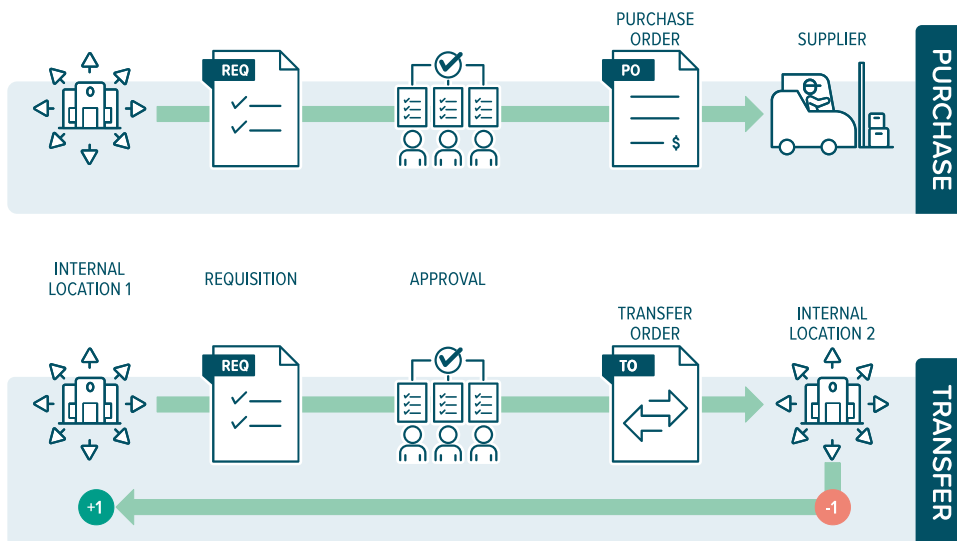 PURCHASE
ORDER
SUPPLIER
REQ
PO
$
PURCHASE
INTERNAL
LOCATION 1
REQUISITION
APPROVAL
TRANSFER
ORDER
INTERNAL
LOCATION 2
REQ
TO
TRANSFER
+1
-1